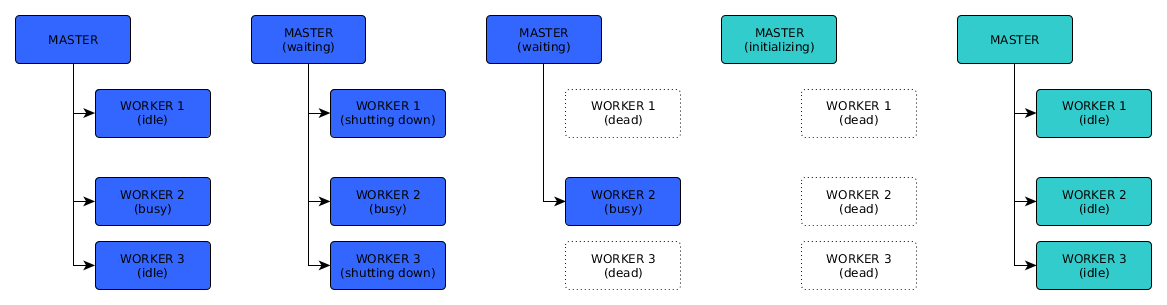 MASTER
WORKER 1
(idle)
WORKER 2
(busy)
WORKER 3
(idle)
MASTER
(waiting)
WORKER 1
(shutting down)
WORKER 2
(busy)
WORKER 3
(shutting down)
MASTER
(waiting)
WORKER 1
(dead)
WORKER 2
(busy)
WORKER 3
(dead)
MASTER
(initializing)
WORKER 1
(dead)
WORKER 2
(dead)
WORKER 3
(dead)
MASTER
WORKER 1
(idle)
WORKER 2
(idle)
WORKER 3
(idle)